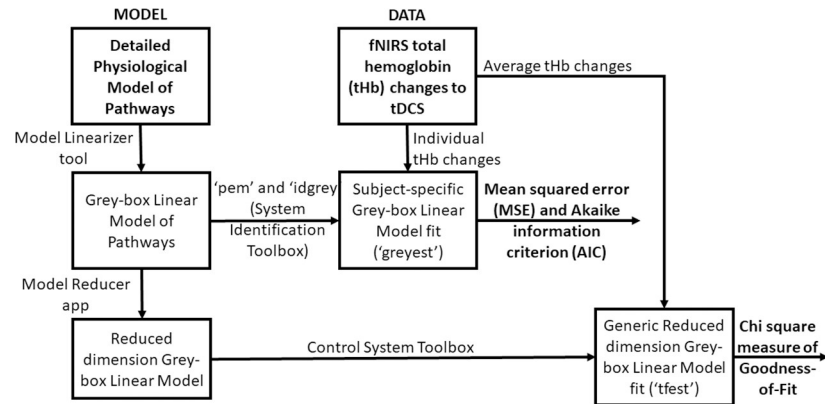 MODEL
DATA
Detailed
Physiological
Model of
Pathways
fNIRS total
hemoglobin
(tHb) changes to
tDCS
Average tHb changes
Model Linearizer
tool
Individual
tHb changes
Grey-box Linear
Model of
Pathways
‘pem’ and ‘idgrey’
(System
Identification
Toolbox)
Subject-specific
Grey-box Linear
Model fit
(‘greyest’)
Mean squared error
(MSE) and Akaike
information
criterion (AIC)
Model Reducer
app
Reduced
dimension Grey-
box Linear Model
Control System Toolbox
Generic Reduced
dimension Grey-
box Linear Model
fit (‘tfest’)
Chi square
measure of
Goodness-
of-Fit